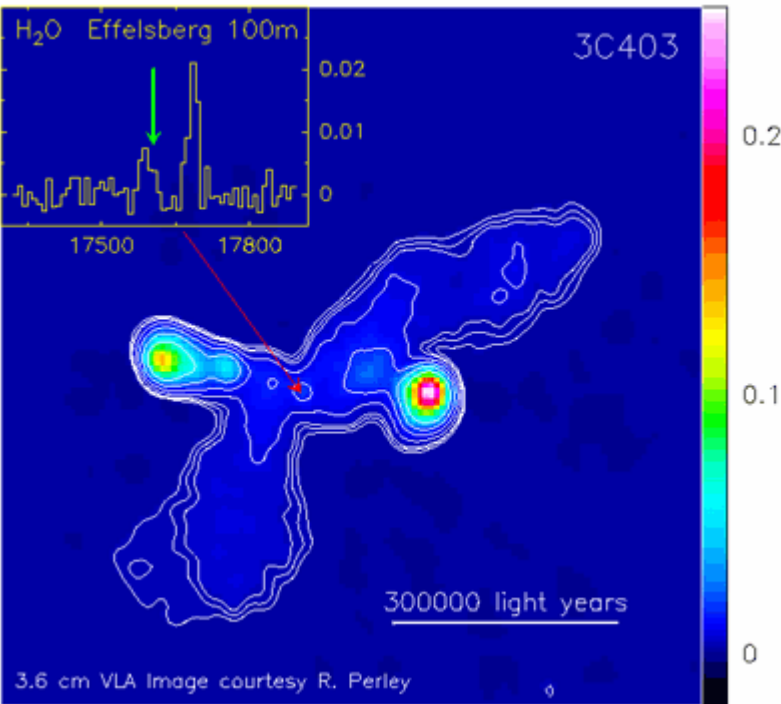 H₂O Effelsberg 100m
3C403
0.02
0.01
0
17500 17800
0.2
0.1
0
300000 light years
3.6 cm VLA Image courtesy R. Perley